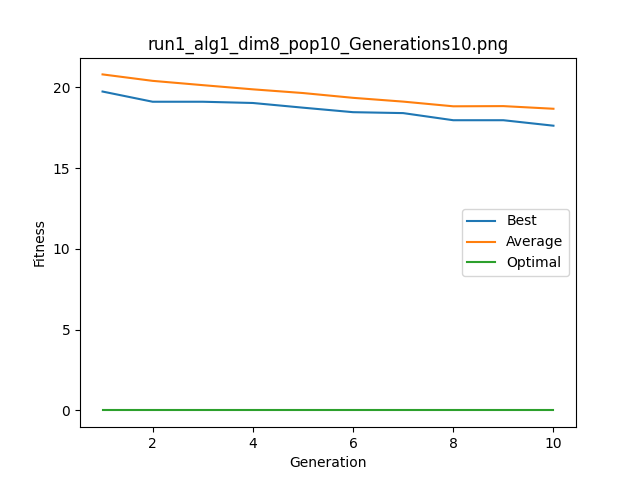 run1_alg1_dim8_pop10_Generations10.png
20
15
10
5
0
Fitness
Best
Average
Optimal
2 4 6 8 10
Generation